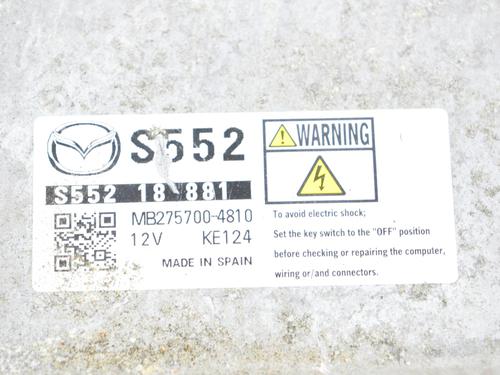 S552
S552 18 881
MB275700-4810
12V KE124
MADE IN SPAIN
WARNING
To avoid electric shock;
Set the key switch to the "OFF" position
before checking or repairing the computer,
wiring or/and connectors.